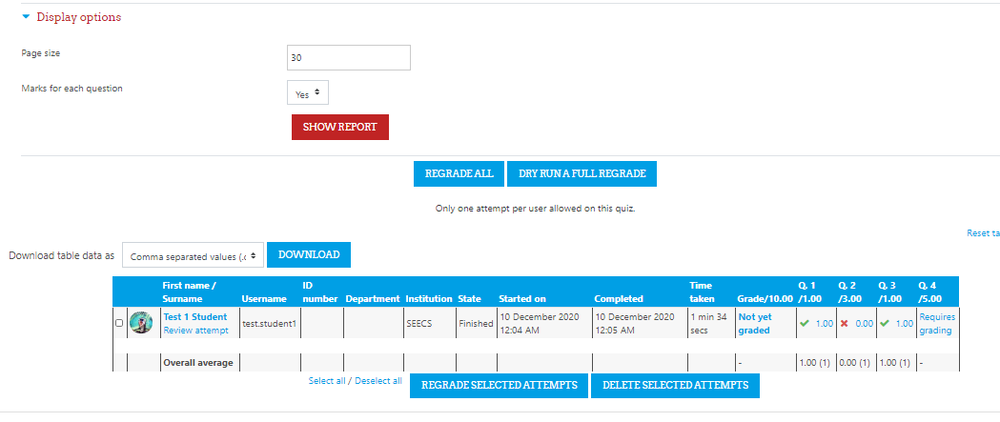 Display options
Page size
30
Marks for each question
Yes
SHOW REPORT
REGRADE ALL
DRY RUN A FULL REGRADE
Only one attempt per user allowed on this quiz.
Reset ta
Download table data as
Comma separated values (.c
DOWNLOAD
First name / ID Time Q. 1 Q. 2 Q. 3 Q. 4
Surname Username number Department Institution State Started on Completed taken Grade/10.00 /1.00 /3.00 /1.00 /5.00
Test 1 Student 10 December 2020 10 December 2020 1 min 34 Not yet Requires
Review attempt test.student1 SEECS Finished 12:04 AM 12:05 AM secs graded 1.00 0.00 1.00 grading
Overall average - 1.00 (1) 0.00 (1) 1.00 (1) -
Select all / Deselect all
REGRADE SELECTED ATTEMPTS
DELETE SELECTED ATTEMPTS